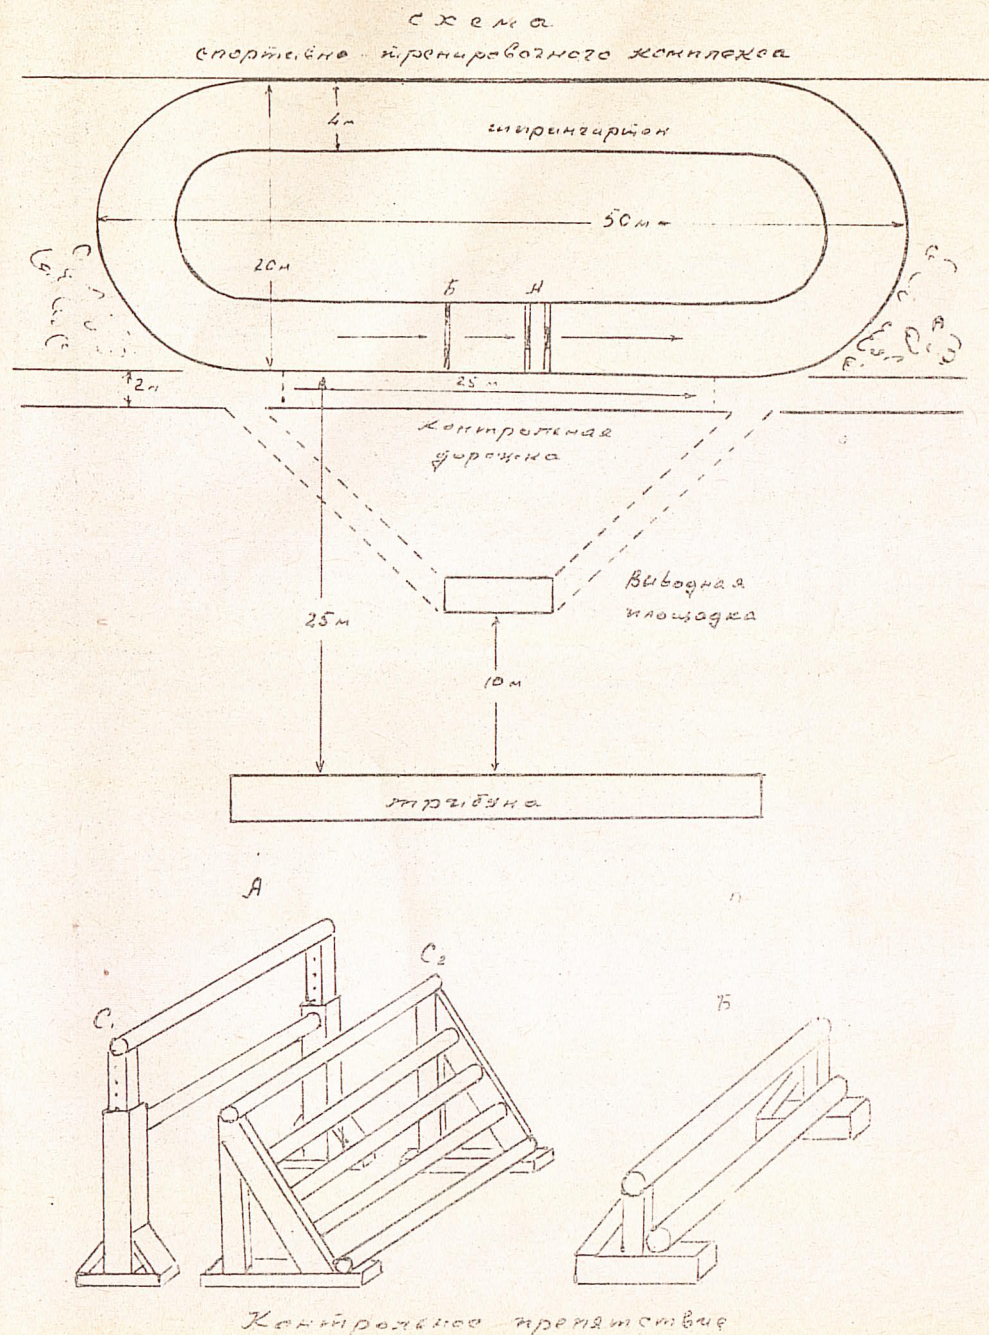 схема
спортивно-тренировочного комплекса
4м
шпрингартен
50м
20м
Б
А
2м
25м
контрольная
дорожка
Выводная
площадка
25м
10м
трибуна
А
С2
С1
Б
Контрольное препятствие